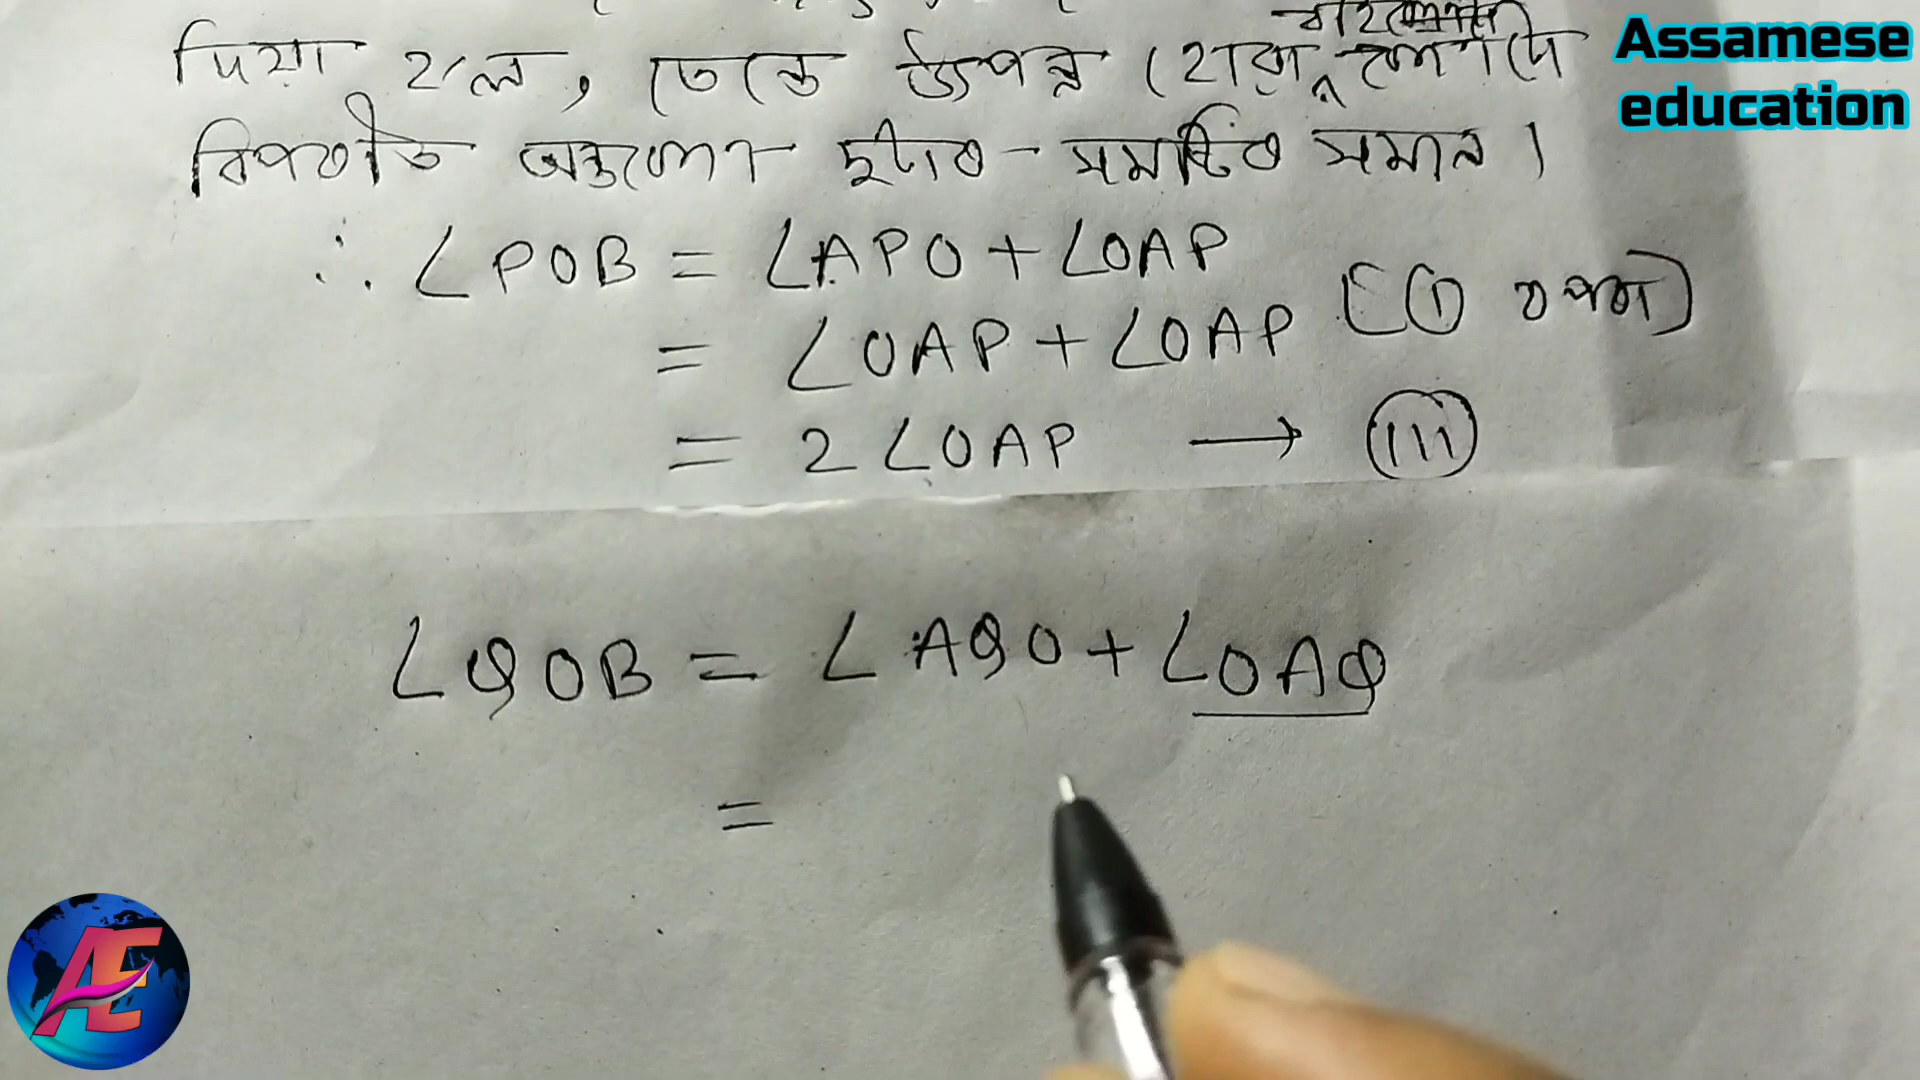 Assamese
education
দিয়া হ'ল, তেন্তে উৎপন্ন হোৱা বহিঃকোণটো
বিপৰীত অন্তঃকোণ দুটাৰ সমষ্টিৰ সমান।
∴ ∠POB = ∠APO + ∠OAP
= ∠OAP + ∠OAP (ⓘ ৰ পৰা)
= 2∠OAP → (iii)
∠QOB = ∠AQO + ∠OAQ
=
AE